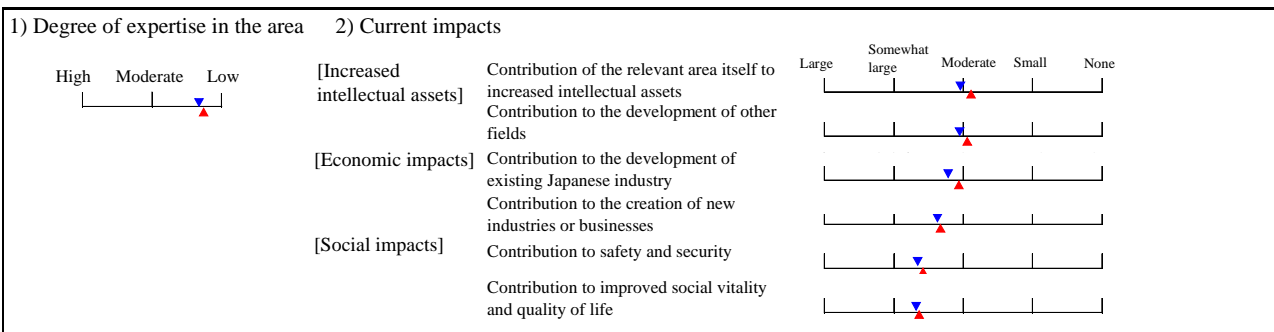 1) Degree of expertise in the area 2) Current impacts
High Moderate Low
[Increased
intellectual assets]
Contribution of the relevant area itself to
increased intellectual assets
Large Somewhat
large Moderate Small None
Contribution to the development of other
fields
[Economic impacts]
Contribution to the development of
existing Japanese industry
Contribution to the creation of new
industries or businesses
[Social impacts]
Contribution to safety and security
Contribution to improved social vitality
and quality of life